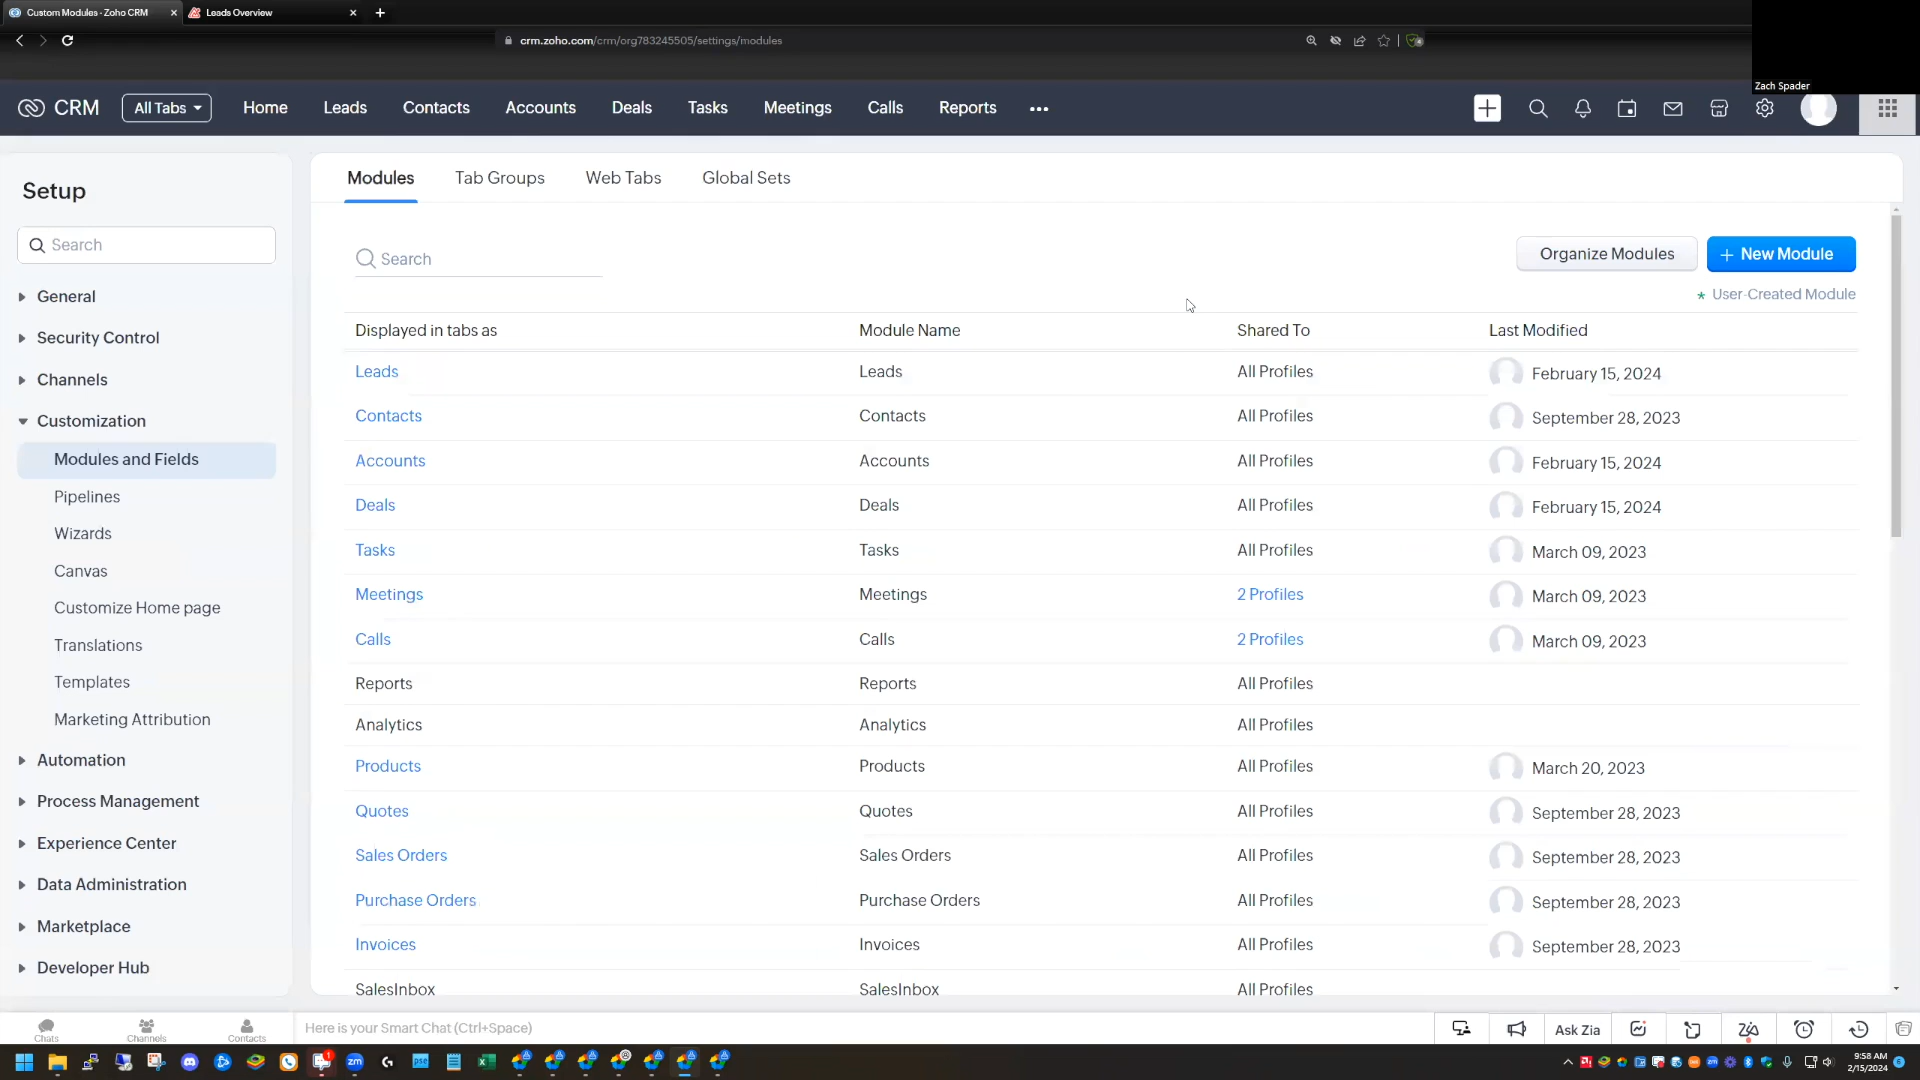 Custom Modules - Zoho CRM
Leads Overview
crm.zoho.com/crm/org783245505/settings/modules
Zach Spader
CRM
All Tabs
Home
Leads
Contacts
Accounts
Deals
Tasks
Meetings
Calls
Reports
Setup
Search
General
Security Control
Channels
Customization
Modules and Fields
Pipelines
Wizards
Canvas
Customize Home page
Translations
Templates
Marketing Attribution
Automation
Process Management
Experience Center
Data Administration
Marketplace
Developer Hub
Modules
Tab Groups
Web Tabs
Global Sets
Search
Organize Modules
+ New Module
* User-Created Module
Displayed in tabs as Module Name Shared To Last Modified
Leads Leads All Profiles February 15, 2024
Contacts Contacts All Profiles September 28, 2023
Accounts Accounts All Profiles February 15, 2024
Deals Deals All Profiles February 15, 2024
Tasks Tasks All Profiles March 09, 2023
Meetings Meetings 2 Profiles March 09, 2023
Calls Calls 2 Profiles March 09, 2023
Reports Reports All Profiles
Analytics Analytics All Profiles
Products Products All Profiles March 20, 2023
Quotes Quotes All Profiles September 28, 2023
Sales Orders Sales Orders All Profiles September 28, 2023
Purchase Orders Purchase Orders All Profiles September 28, 2023
Invoices Invoices All Profiles September 28, 2023
SalesInbox SalesInbox All Profiles
Chats
Channels
Contacts
Here is your Smart Chat (Ctrl+Space)
Ask Zia
9:58 AM
2/15/2024